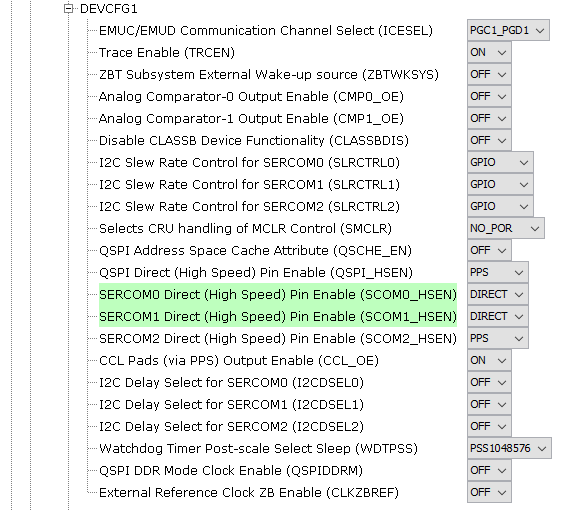 DEVCFG1
EMUC/EMUD Communication Channel Select (ICESEL) PGC1_PGD1
Trace Enable (TRCEN) ON
ZBT Subsystem External Wake-up source (ZBTWKSYS) OFF
Analog Comparator-0 Output Enable (CMP0_OE) OFF
Analog Comparator-1 Output Enable (CMP1_OE) OFF
Disable CLASSB Device Functionality (CLASSBDIS) OFF
I2C Slew Rate Control for SERCOM0 (SLRCTRL0) GPIO
I2C Slew Rate Control for SERCOM1 (SLRCTRL1) GPIO
I2C Slew Rate Control for SERCOM2 (SLRCTRL2) GPIO
Selects CRU handling of MCLR Control (SMCLR) NO_POR
QSPI Address Space Cache Attribute (QSCHE_EN) OFF
QSPI Direct (High Speed) Pin Enable (QSPI_HSEN) PPS
SERCOM0 Direct (High Speed) Pin Enable (SCOM0_HSEN) DIRECT
SERCOM1 Direct (High Speed) Pin Enable (SCOM1_HSEN) DIRECT
SERCOM2 Direct (High Speed) Pin Enable (SCOM2_HSEN) PPS
CCL Pads (via PPS) Output Enable (CCL_OE) ON
I2C Delay Select for SERCOM0 (I2CDSEL0) OFF
I2C Delay Select for SERCOM1 (I2CDSEL1) OFF
I2C Delay Select for SERCOM2 (I2CDSEL2) OFF
Watchdog Timer Post-scale Select Sleep (WDTPSS) PSS1048576
QSPI DDR Mode Clock Enable (QSPIDDRM) OFF
External Reference Clock ZB Enable (CLKZBREF) OFF